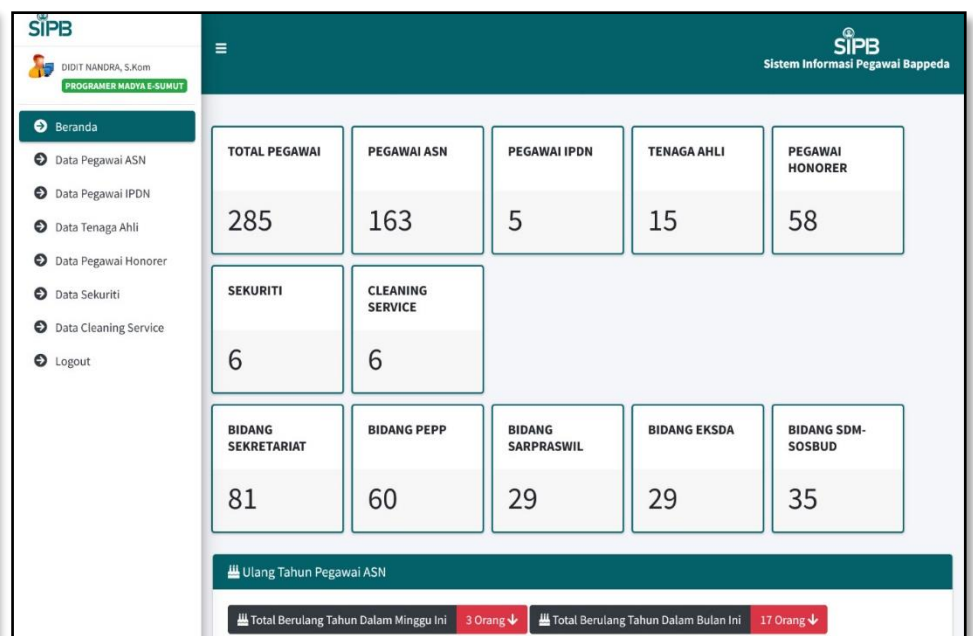 SIPB
DIDIT NANDRA, S.Kom
PROGRAMER MADYA E-SUMUT
Beranda
Data Pegawai ASN
Data Pegawai IPDN
Data Tenaga Ahli
Data Pegawai Honorer
Data Sekuriti
Data Cleaning Service
Logout
SIPB
Sistem Informasi Pegawai Bappeda
TOTAL PEGAWAI
285
PEGAWAI ASN
163
PEGAWAI IPDN
5
TENAGA AHLI
15
PEGAWAI
HONORER
58
SEKURITI
6
CLEANING
SERVICE
6
BIDANG
SEKRETARIAT
81
BIDANG PEPP
60
BIDANG
SARPRASWIL
29
BIDANG EKSDA
29
BIDANG SDM-
SOSBUD
35
Ulang Tahun Pegawai ASN
Total Berulang Tahun Dalam Minggu Ini 3 Orang
Total Berulang Tahun Dalam Bulan Ini 17 Orang